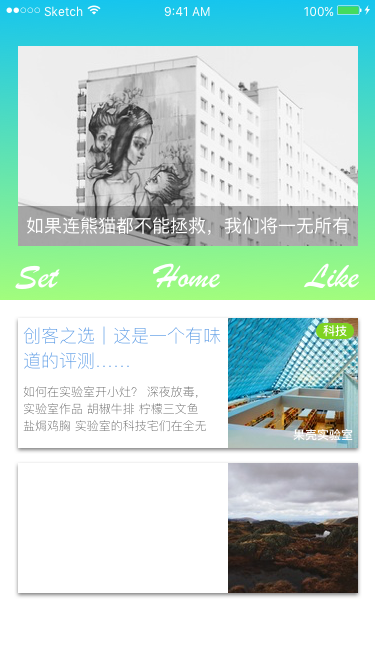 Sketch 9:41 AM 100%
如果连熊猫都不能拯救，我们将一无所有
Set Home Like
创客之选｜这是一个有味
道的评测……
如何在实验室开小灶？ 深夜放毒，
实验室作品 胡椒牛排 柠檬三文鱼
盐焗鸡胸 实验室的科技宅们在全无
科技
果壳实验室